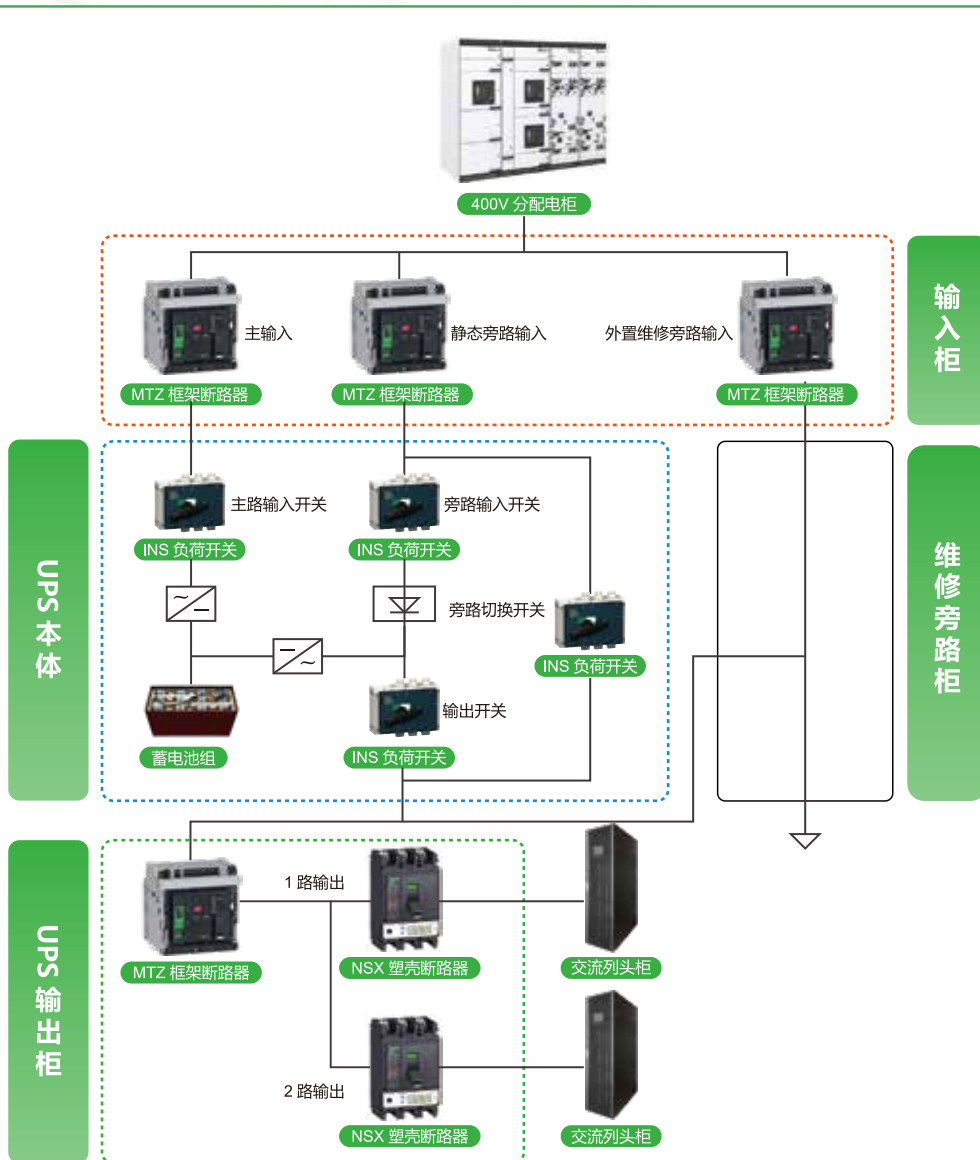 400V 分配电柜
主输入
静态旁路输入
外置维修旁路输入
MTZ 框架断路器
MTZ 框架断路器
MTZ 框架断路器
输入柜
UPS 本体
主路输入开关
旁路输入开关
INS 负荷开关
INS 负荷开关
旁路切换开关
INS 负荷开关
输出开关
蓄电池组
INS 负荷开关
维修旁路柜
UPS 输出柜
1 路输出
MTZ 框架断路器
NSX 塑壳断路器
交流列头柜
2 路输出
NSX 塑壳断路器
交流列头柜